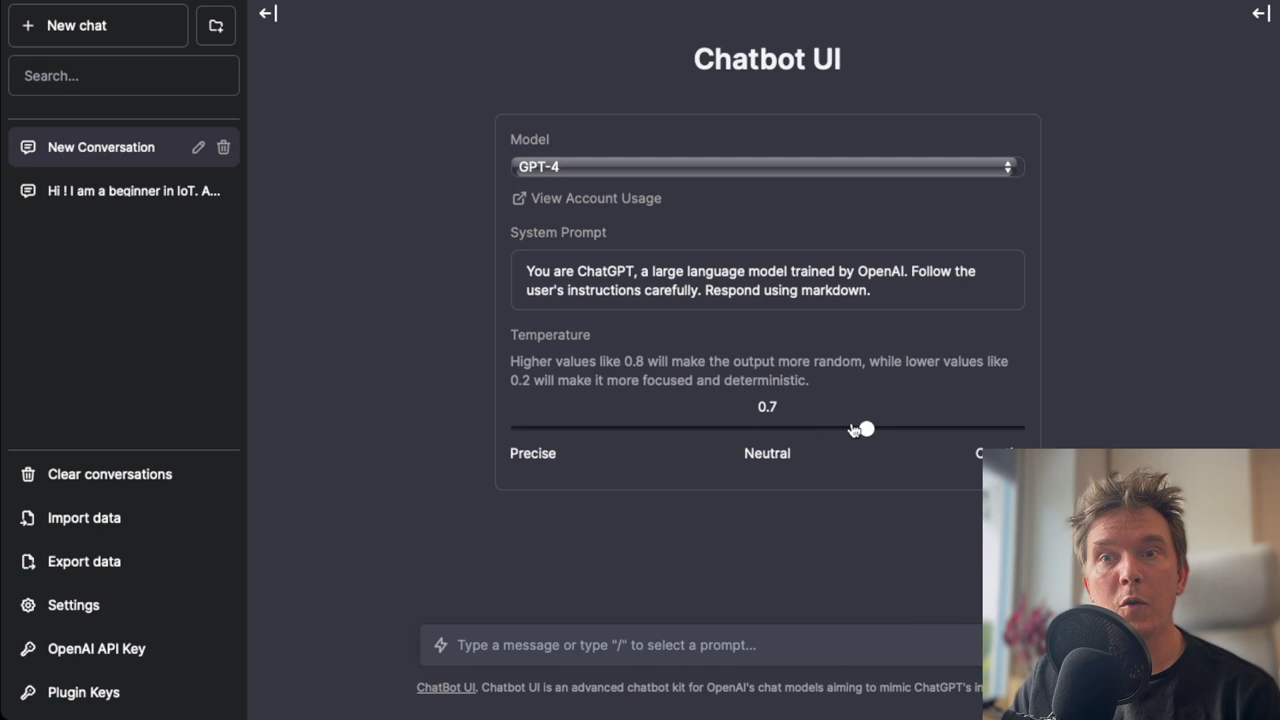 New chat
Search...
New Conversation
Hi ! I am a beginner in IoT. A...
Clear conversations
Import data
Export data
Settings
OpenAI API Key
Plugin Keys
Chatbot UI
Model
GPT-4
View Account Usage
System Prompt
You are ChatGPT, a large language model trained by OpenAI. Follow the
user's instructions carefully. Respond using markdown.
Temperature
Higher values like 0.8 will make the output more random, while lower values like
0.2 will make it more focused and deterministic.
0.7
Precise
Neutral
Type a message or type "/" to select a prompt...
ChatBot UI. Chatbot UI is an advanced chatbot kit for OpenAI's chat models aiming to mimic ChatGPT's